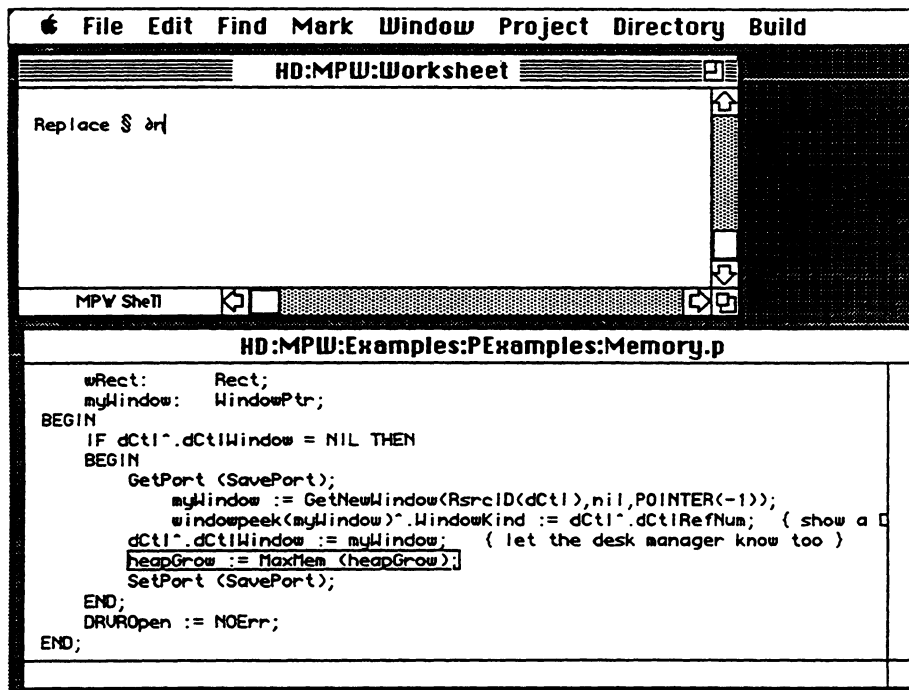 File Edit Find Mark Window Project Directory Build
HD:MPW:Worksheet
Replace § ∂n
MPW Shell
HD:MPW:Examples:PExamples:Memory.p
wRect: Rect;
myWindow: WindowPtr;
BEGIN
IF dCtl^.dCtlWindow = NIL THEN
BEGIN
GetPort (SavePort);
myWindow := GetNewWindow(RsrcID(dCtl),nil,POINTER(-1));
windowpeek(myWindow)^.WindowKind := dCtl^.dCtlRefNum; { show a
dCtl^.dCtlWindow := myWindow; { let the desk manager know too }
heapGrow := MaxMem (heapGrow);
SetPort (SavePort);
END;
DRVROpen := NOErr;
END;